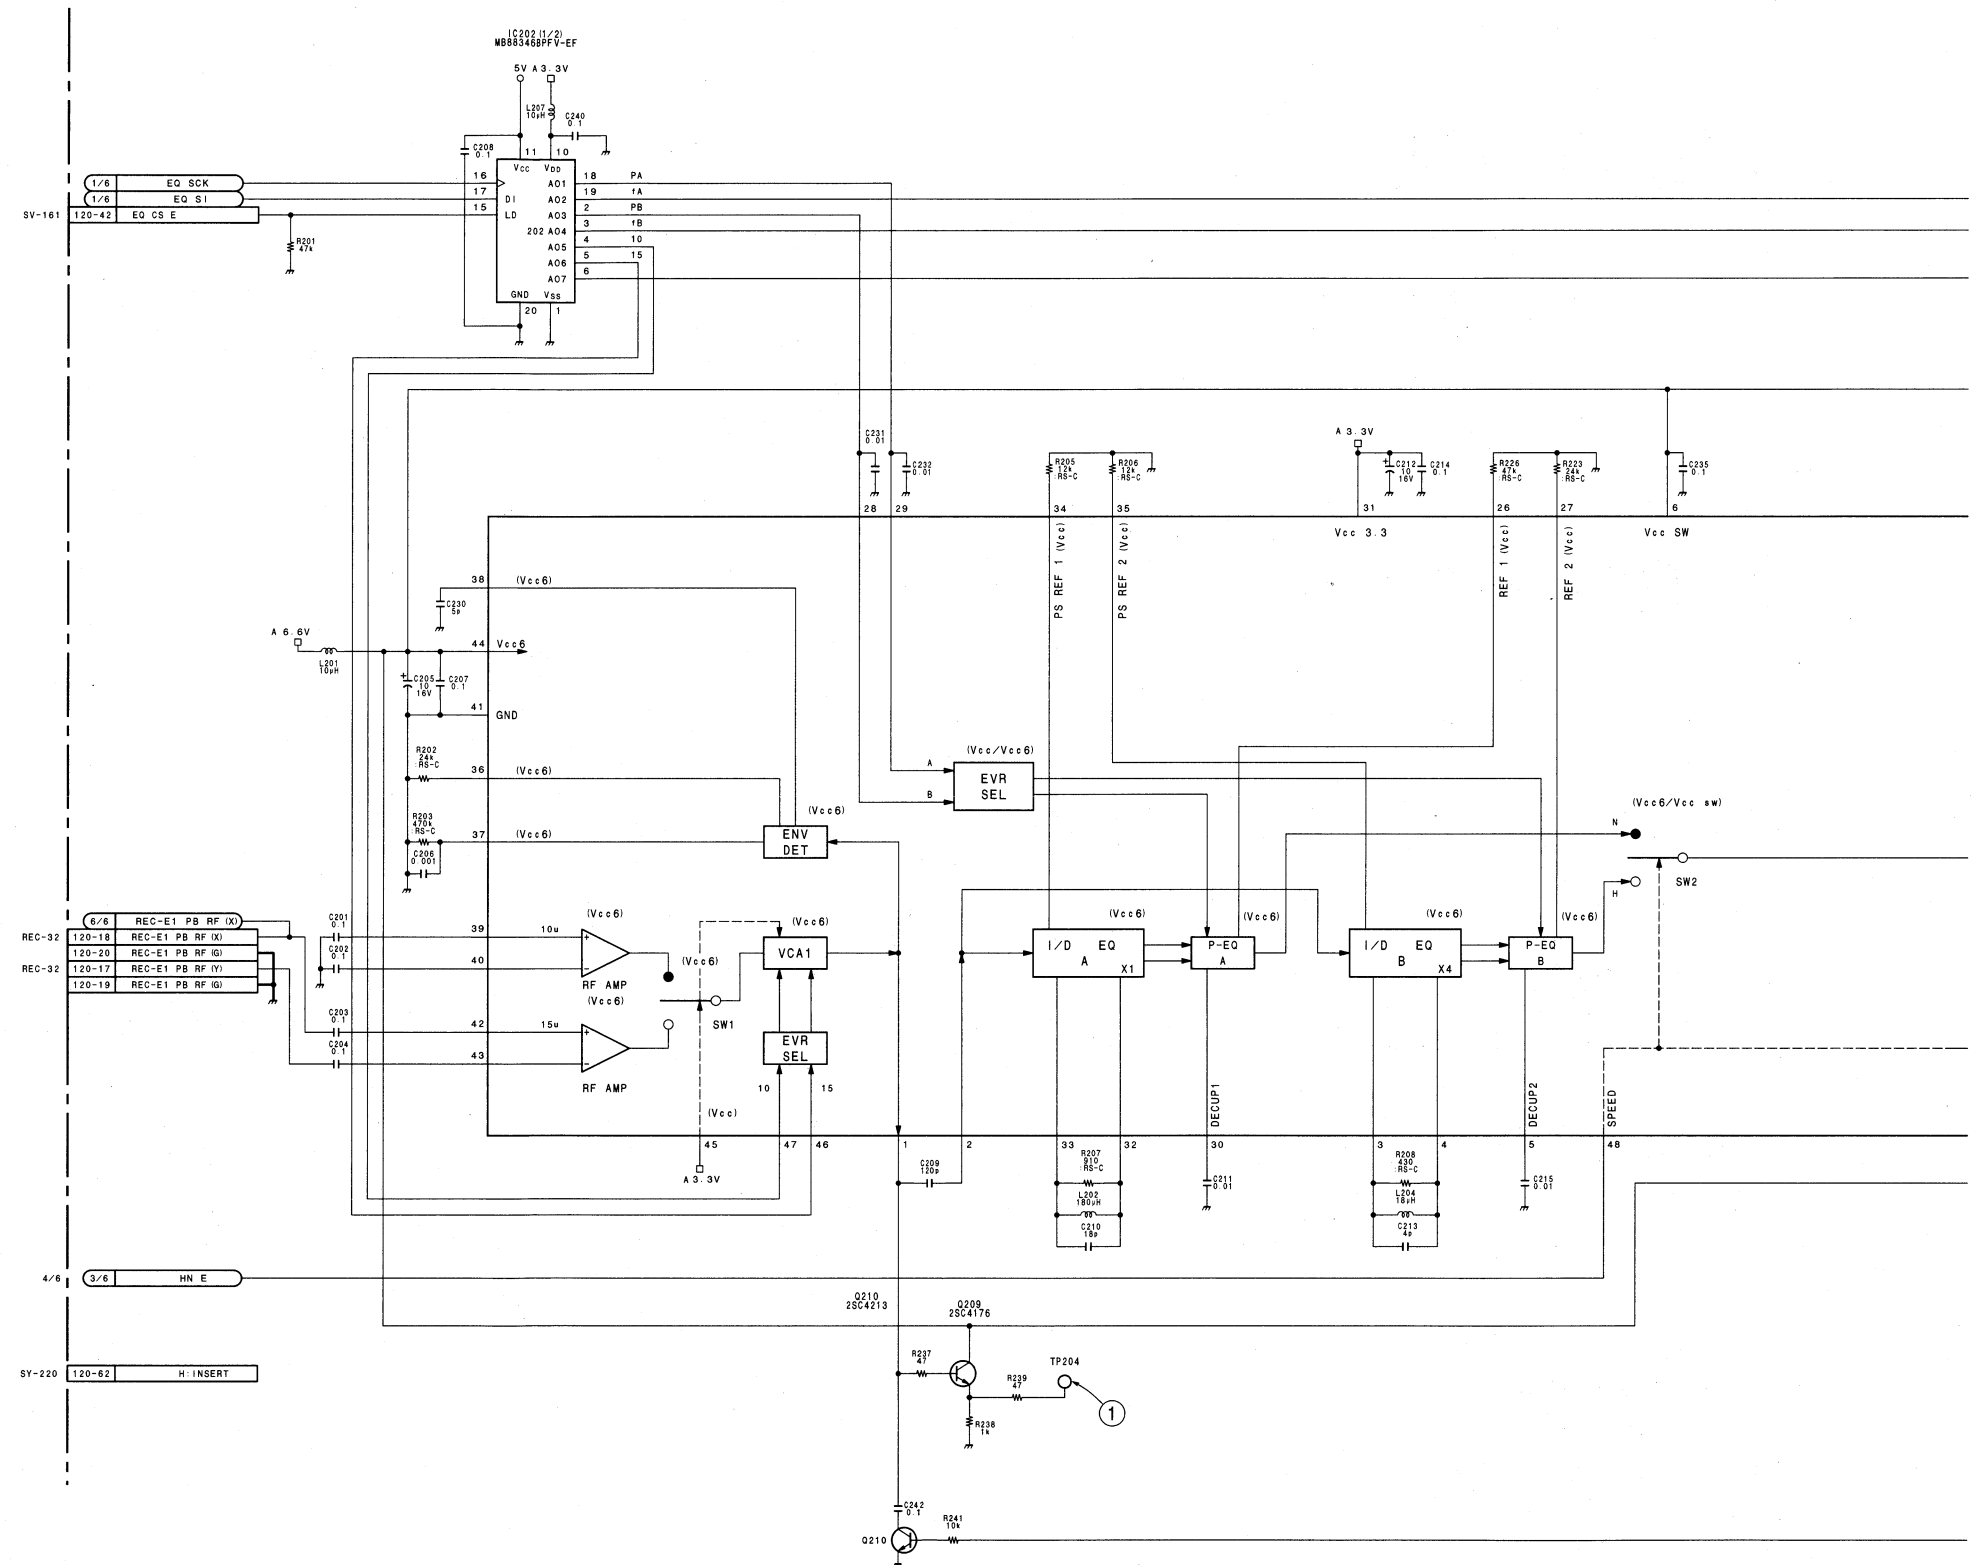 IC202 (1/2)
MB88346BPFV-EF
5V A 3.3V
L207
10μH
C240
0.1
C208
0.1
11 10
Vcc VDD
1/6 EQ SCK
1/6 EQ SI
SV-161 120-42 EQ CS E
R201
47k
16
17 DI
15 LD
202
AO1 18 PA
AO2 19 fA
AO3 2 PB
AO4 3 fB
AO5 4 10
AO6 5 15
AO7 6
GND Vss
20 1
C231
0.01
C232
0.01
R205
12k
:RS-C
R206
12k
:RS-C
A 3.3V
C212
10
16V
C214
0.1
R226
47k
:RS-C
R223
24k
:RS-C
C235
0.1
28 29 34 35 31 26 27 6
Vcc 3.3
Vcc SW
PS REF 1 (Vcc)
PS REF 2 (Vcc)
REF 1 (Vcc)
REF 2 (Vcc)
38 (Vcc6)
C230
5p
A 6.6V
L201
10μH
44 Vcc6
+
C205
10
16V
C207
0.1
41 GND
R202
24k
:RS-C
36 (Vcc6)
R203
470k
:RS-C
37 (Vcc6)
C206
0.001
(Vcc6)
ENV
DET
(Vcc/Vcc6)
A
B
EVR
SEL
(Vcc6/Vcc sw)
N
H
SW2
6/6 REC-E1 PB RF (X)
REC-32 120-18 REC-E1 PB RF (X)
120-20 REC-E1 PB RF (G)
REC-32 120-17 REC-E1 PB RF (Y)
120-19 REC-E1 PB RF (G)
C201
0.1
C202
0.1
C203
0.1
C204
0.1
39 10u
40
42 15u
43
(Vcc6)
+
-
RF AMP
(Vcc6)
+
-
RF AMP
(Vcc6)
SW1
(Vcc6)
VCA1
EVR
SEL
10 15
(Vcc)
(Vcc6)
I/D EQ
A
X1
(Vcc6)
P-EQ
A
(Vcc6)
I/D EQ
B
X4
(Vcc6)
P-EQ
B
DECUP1
DECUP2
SPEED
45 47 46 1 2 33 32 30 3 4 5 48
A 3.3V
C209
120p
R207
910
:RS-C
L202
180μH
C210
18p
C211
0.01
R208
430
:RS-C
L204
18μH
C213
4p
C215
0.01
4/6 3/6 HN E
Q210
2SC4213
Q209
2SC4176
SY-220 120-62 H:INSERT
R237
47
R239
47
TP204
1
R238
1k
C242
0.1
Q210
R241
10k